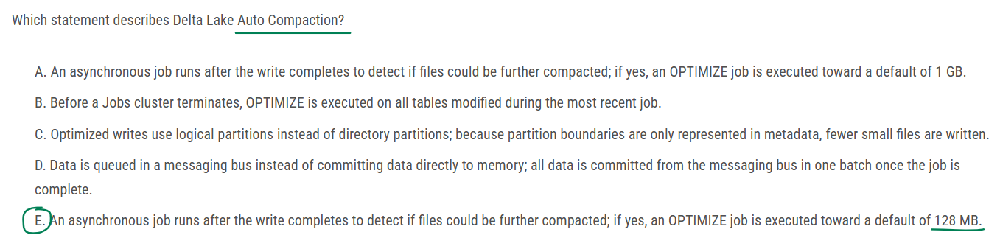 Which statement describes Delta Lake Auto Compaction?
A. An asynchronous job runs after the write completes to detect if files could be further compacted; if yes, an OPTIMIZE job is executed toward a default of 1 GB.
B. Before a Jobs cluster terminates, OPTIMIZE is executed on all tables modified during the most recent job.
C. Optimized writes use logical partitions instead of directory partitions; because partition boundaries are only represented in metadata, fewer small files are written.
D. Data is queued in a messaging bus instead of committing data directly to memory; all data is committed from the messaging bus in one batch once the job is
complete.
E. An asynchronous job runs after the write completes to detect if files could be further compacted; if yes, an OPTIMIZE job is executed toward a default of 128 MB.